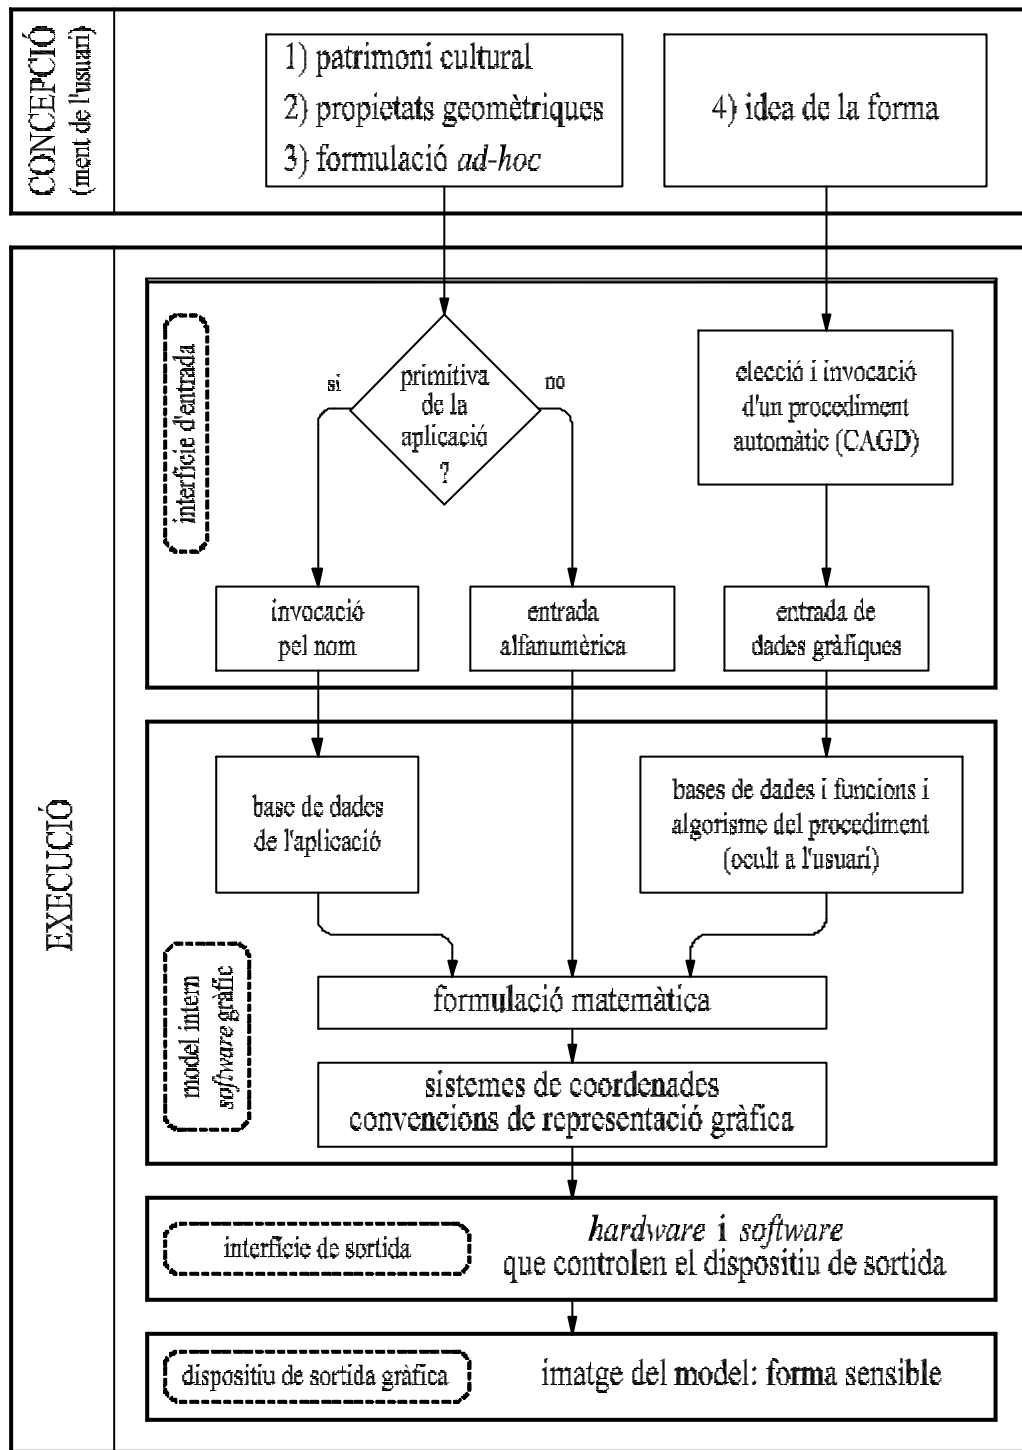 CONCEPCIÓ
(ment de l'usuari)
1) patrimoni cultural
2) propietats geomètriques
3) formulació ad-hoc
4) idea de la forma
EXECUCIÓ
interfície d'entrada
si
primitiva
de la
aplicació
?
no
elecció i invocació
d'un procediment
automàtic (CAGD)
invocació
pel nom
entrada
alfanumèrica
entrada de
dades gràfiques
base de dades
de l'aplicació
bases de dades i funcions i
algorisme del procediment
(ocult a l'usuari)
model intern
software gràfic
formulació matemàtica
sistemes de coordenades
convencions de representació gràfica
interfície de sortida
hardware i software
que controlen el dispositiu de sortida
dispositiu de sortida gràfica
imatge del model: forma sensible